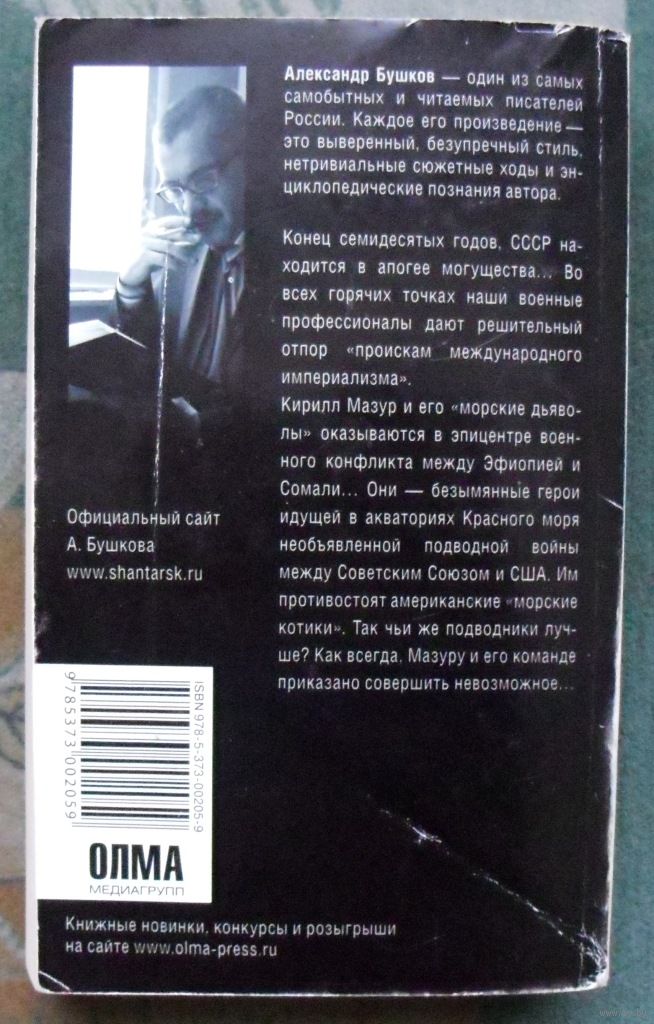 Александр Бушков — один из самых
самобытных и читаемых писателей
России. Каждое его произведение —
это выверенный, безупречный стиль,
нетривиальные сюжетные ходы и эн-
циклопедические познания автора.
Конец семидесятых годов, СССР на-
ходится в апогее могущества... Во
всех горячих точках наши военные
профессионалы дают решительный
отпор «проискам международного
империализма».
Кирилл Мазур и его «морские дьяво-
лы» оказываются в эпицентре воен-
ного конфликта между Эфиопией и
Сомали... Они — безымянные герои
идущей в акваториях Красного моря
необъявленной подводной войны
между Советским Союзом и США. Им
противостоят американские «морские
котики». Так чьи же подводники луч-
ше? Как всегда, Мазуру и его команде
приказано совершить невозможное...
Официальный сайт
А. Бушкова
www.shantarsk.ru
ISBN 978-5-373-00205-9
9785373002059
ОЛМА
МЕДИАГРУПП
Книжные новинки, конкурсы и розыгрыши
на сайте www.olma-press.ru